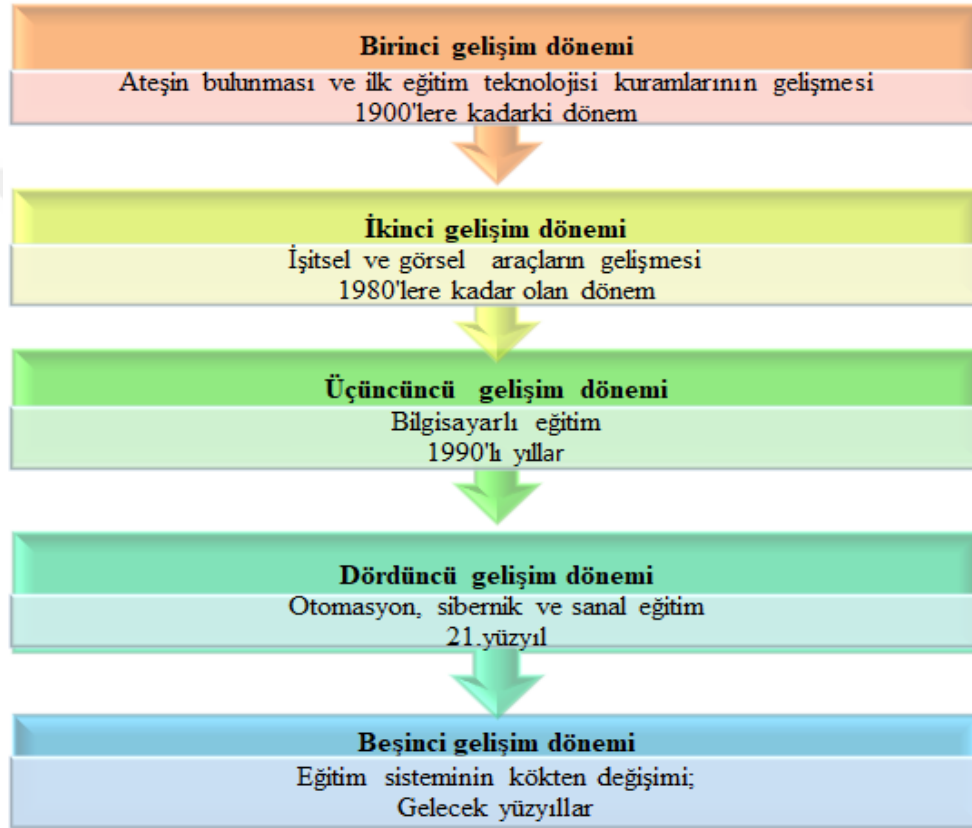 Birinci gelişim dönemi
Ateşin bulunması ve ilk eğitim teknolojisi kuramlarının gelişmesi
1900'lere kadarki dönem
İkinci gelişim dönemi
İşitsel ve görsel araçların gelişmesi
1980'lere kadar olan dönem
Üçüncüncü gelişim dönemi
Bilgisayarlı eğitim
1990'lı yıllar
Dördüncü gelişim dönemi
Otomasyon, sibernik ve sanal eğitim
21.yüzyıl
Beşinci gelişim dönemi
Eğitim sisteminin kökten değişimi;
Gelecek yüzyıllar